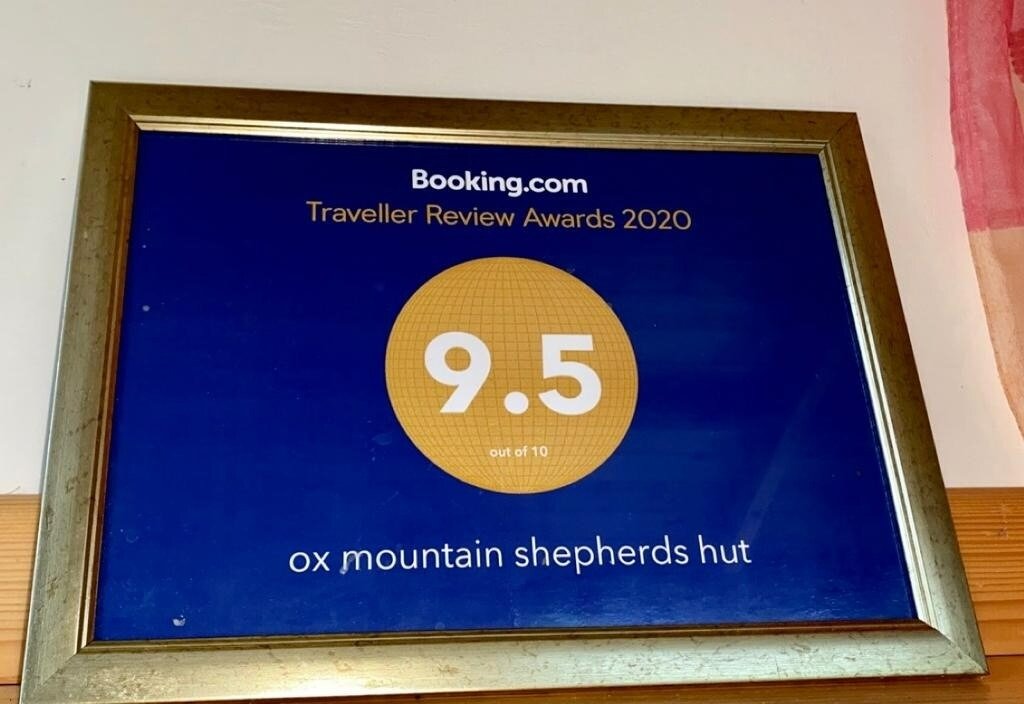 Booking.com
Traveller Review Awards 2020
9.5
out of 10
ox mountain shepherds hut